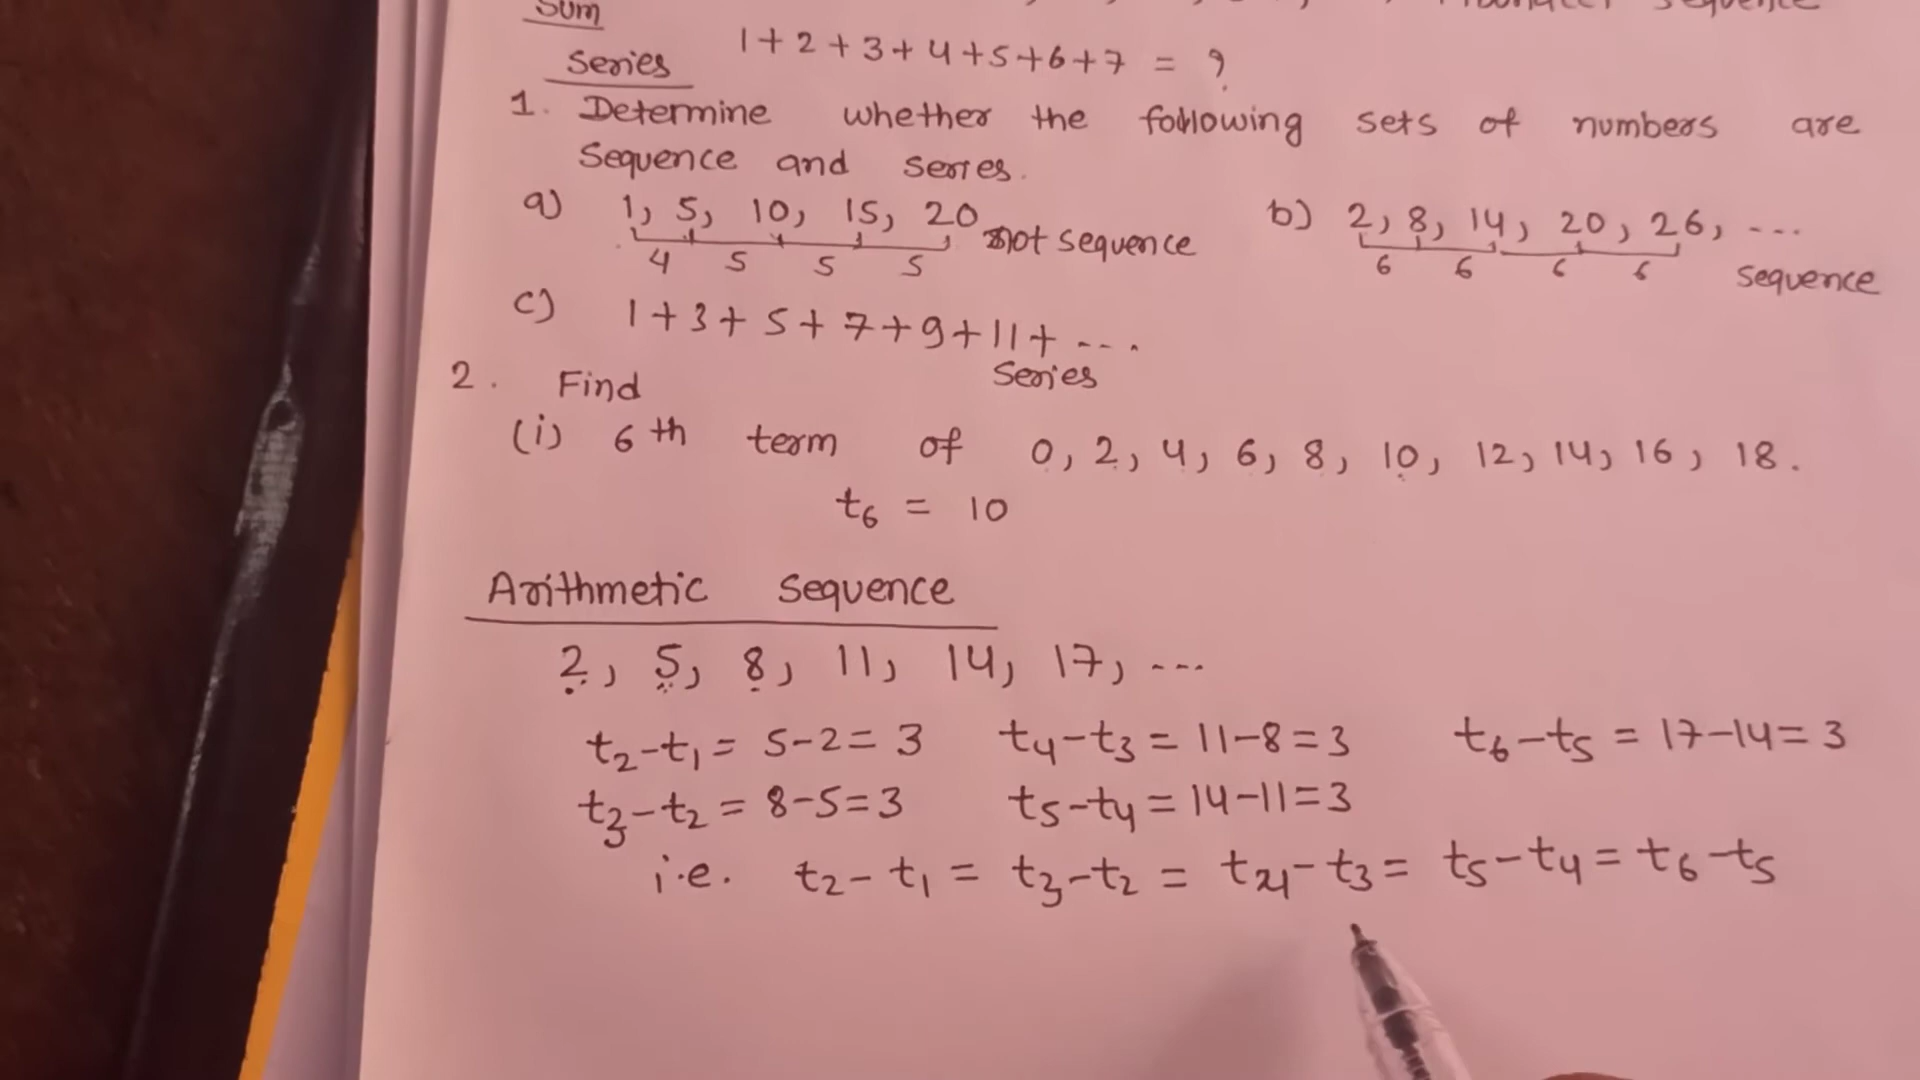 Sum
Sequence
Series 1+2+3+4+5+6+7 = ?
1. Determine whether the following sets of numbers are
Sequence and series.
a) 1, 5, 10, 15, 20 not sequence
4 5 5 5
b) 2, 8, 14, 20, 26, ---
6 6 6 6 Sequence
c) 1+3+5+7+9+11+ ---.
Series
2. Find
(i) 6th term of 0, 2, 4, 6, 8, 10, 12, 14, 16, 18.
t6 = 10
Arithmetic Sequence
2, 5, 8, 11, 14, 17, ---
t2-t1 = 5-2= 3 t4-t3 = 11-8=3 t6-t5 = 17-14= 3
t3-t2 = 8-5=3 t5-t4 = 14-11=3
i.e. t2-t1 = t3-t2 = t4-t3 = t5-t4 = t6-t5